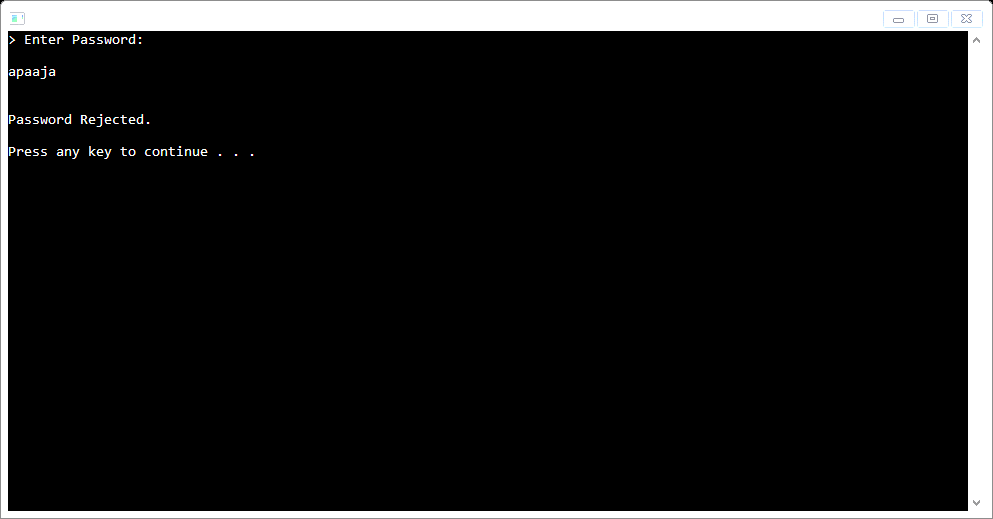 > Enter Password:
apaaja
Password Rejected.
Press any key to continue . . .